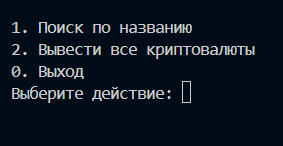 1. Поиск по названию
2. Вывести все криптовалюты
0. Выход
Выберите действие: